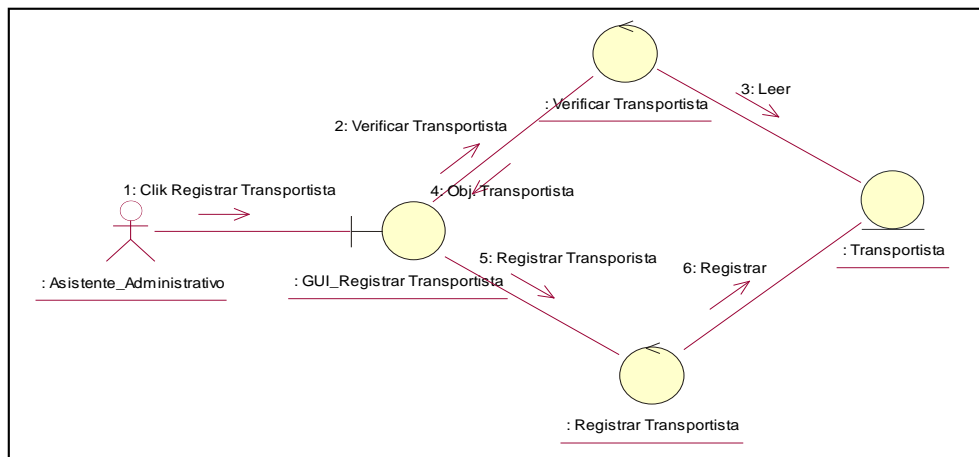 : Verificar Transportista
3: Leer
2: Verificar Transportista
1: Clik Registrar Transportista
4: Obj. Transportista
: Transportista
5: Registrar Transporista
6: Registrar
: Asistente_Administrativo
: GUI_Registrar Transportista
: Registrar Transportista